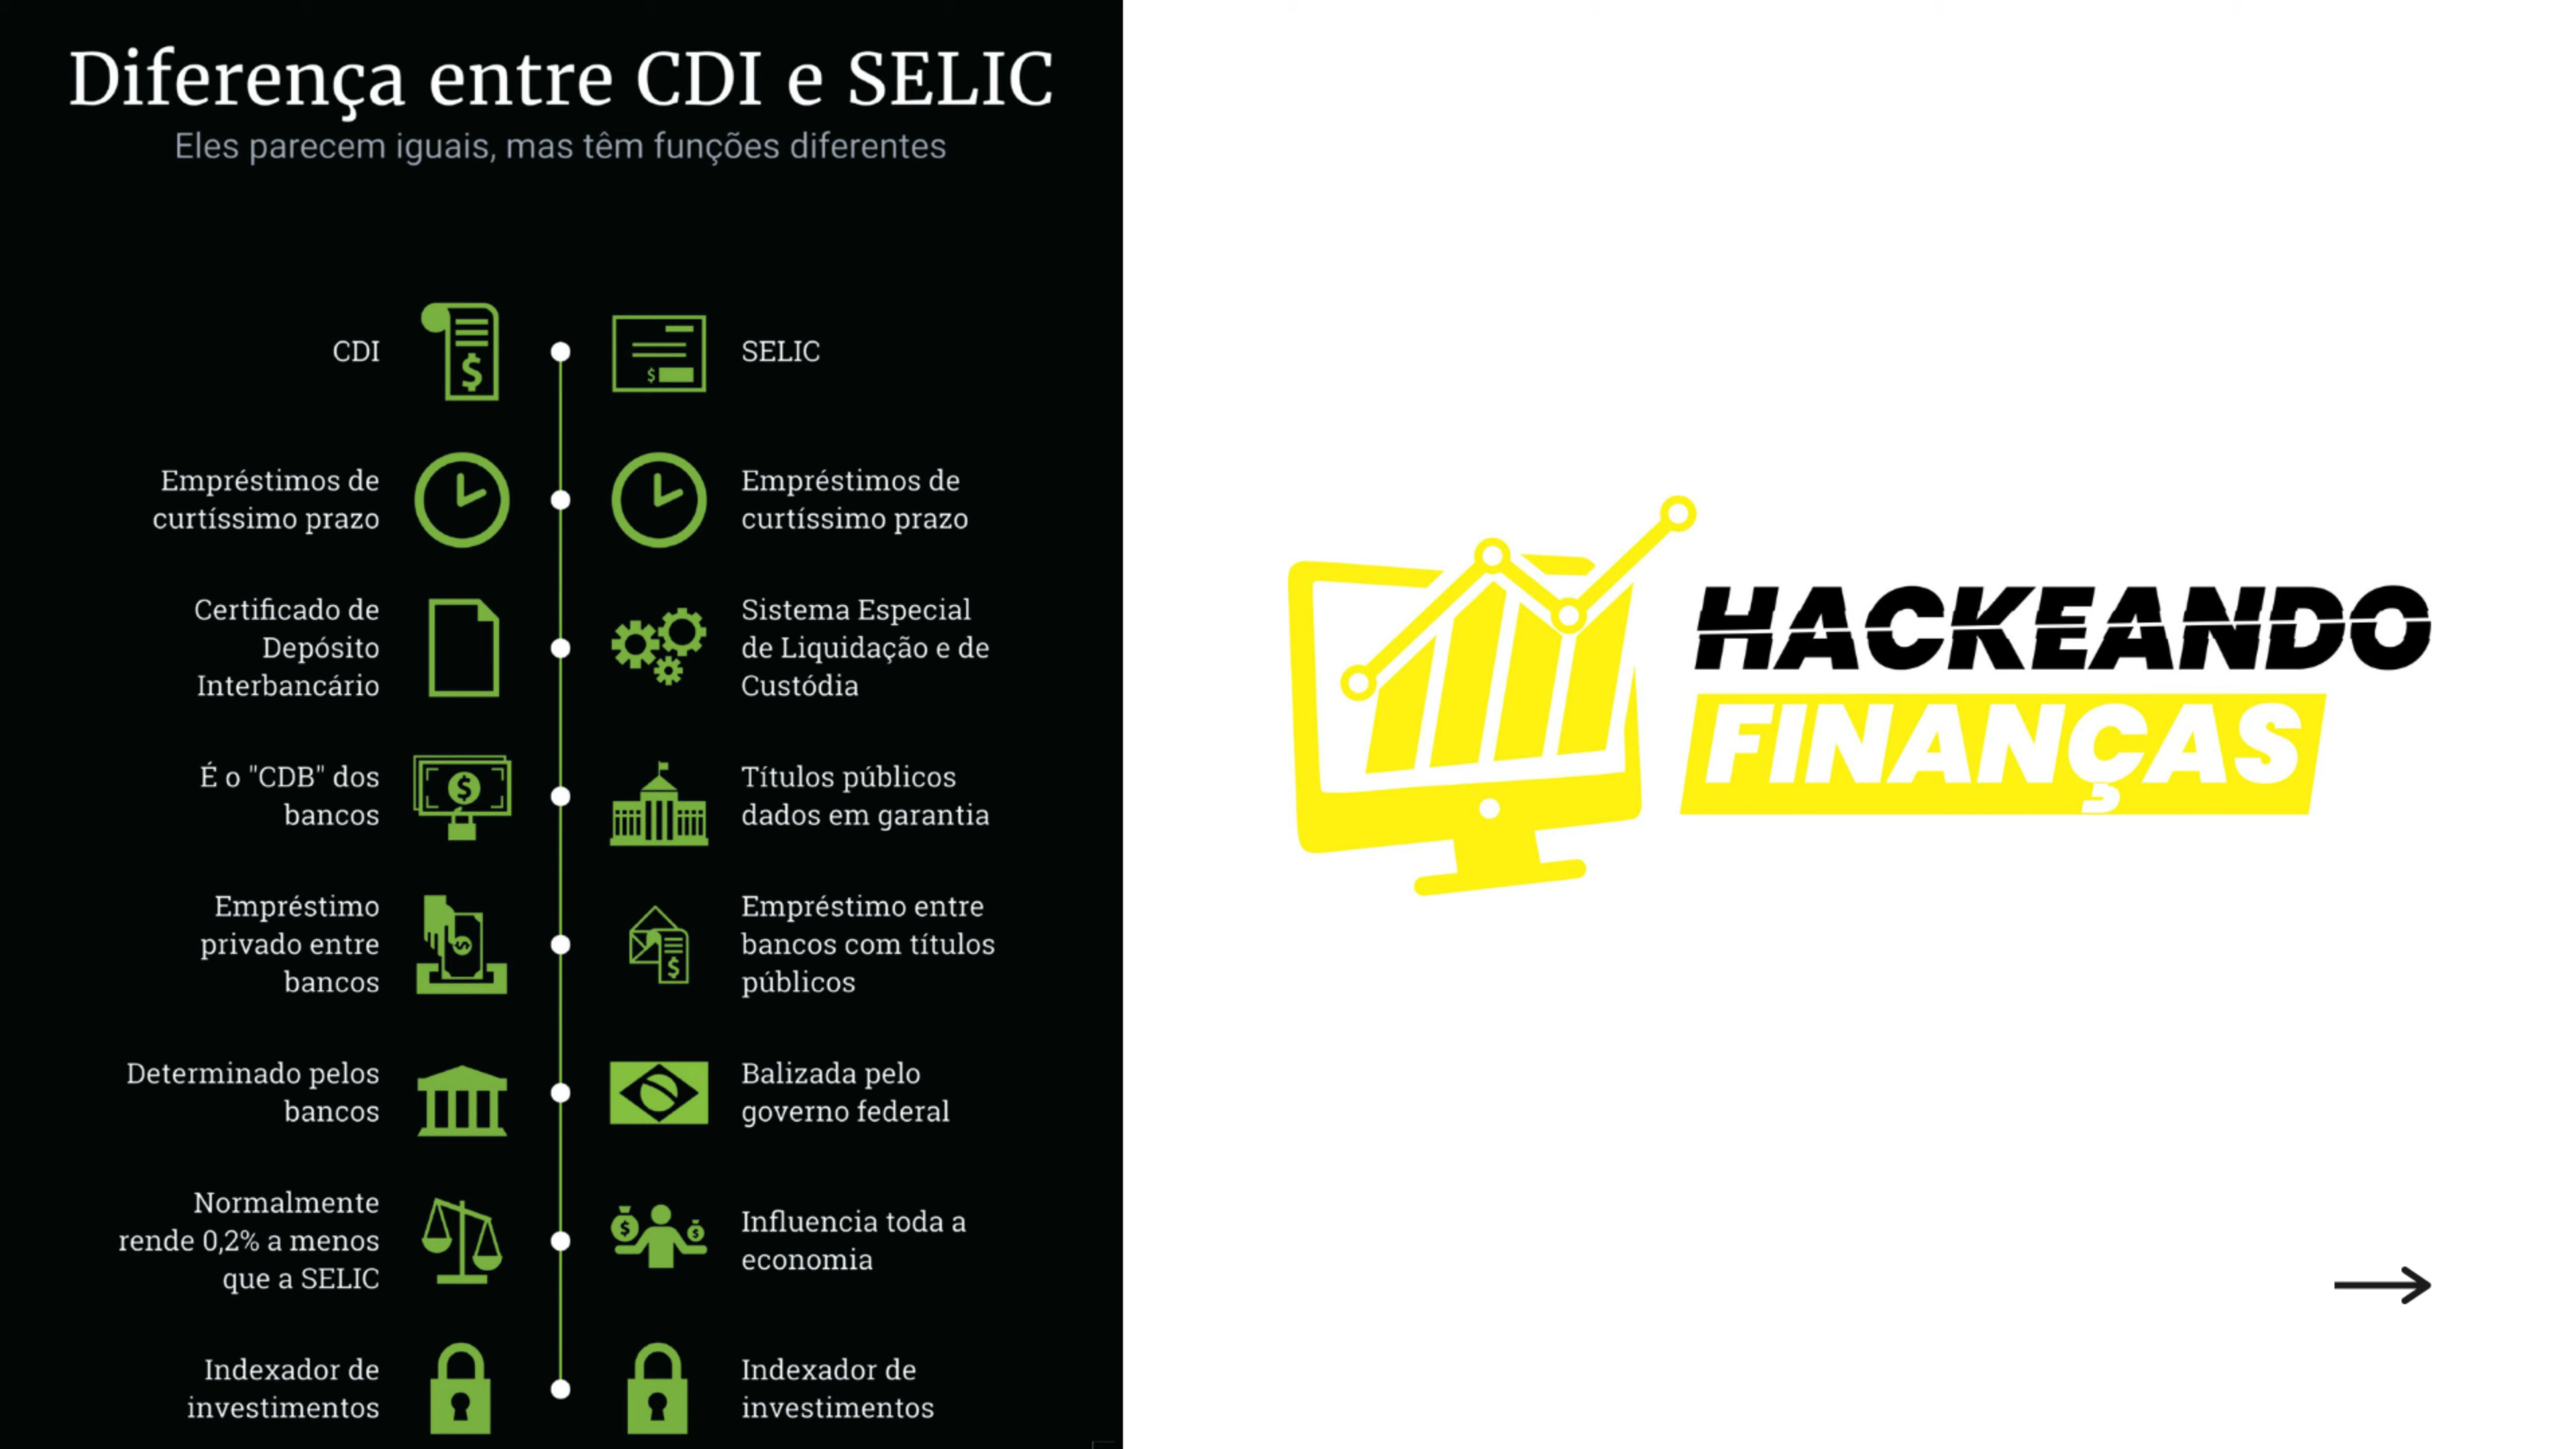 Diferença entre CDI e SELIC
Eles parecem iguais, mas têm funções diferentes
CDI
SELIC
Empréstimos de
curtíssimo prazo
Empréstimos de
curtíssimo prazo
Certificado de
Depósito
Interbancário
Sistema Especial
de Liquidação e de
Custódia
É o "CDB" dos
bancos
Títulos públicos
dados em garantia
Empréstimo
privado entre
bancos
Empréstimo entre
bancos com títulos
públicos
Determinado pelos
bancos
Balizada pelo
governo federal
Normalmente
rende 0,2% a menos
que a SELIC
Influencia toda a
economia
Indexador de
investimentos
Indexador de
investimentos
HACKEANDO
FINANÇAS